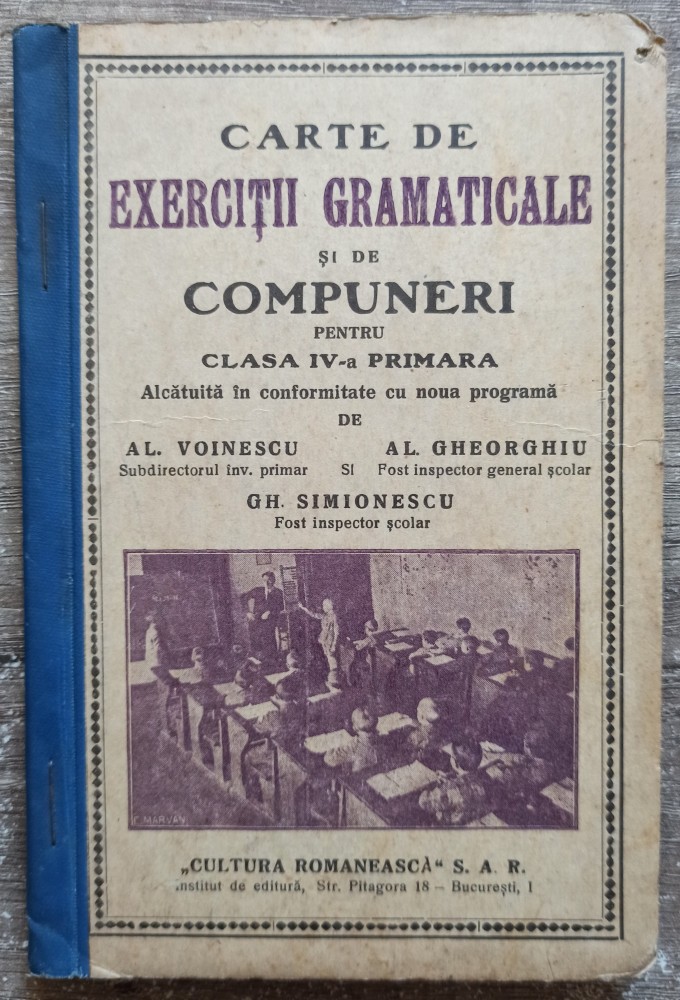 CARTE DE
EXERCIȚII GRAMATICALE
ȘI DE
COMPUNERI
PENTRU
CLASA IV-a PRIMARA
Alcătuită în conformitate cu noua programă
DE
AL. VOINESCU AL. GHEORGHIU
Subdirectorul înv. primar SI Fost inspector general școlar
GH. SIMIONESCU
Fost inspector școlar
F. MARVAN
„CULTURA ROMANEASCĂ“ S. A. R.
Institut de editură, Str. Pitagora 18 – București, I